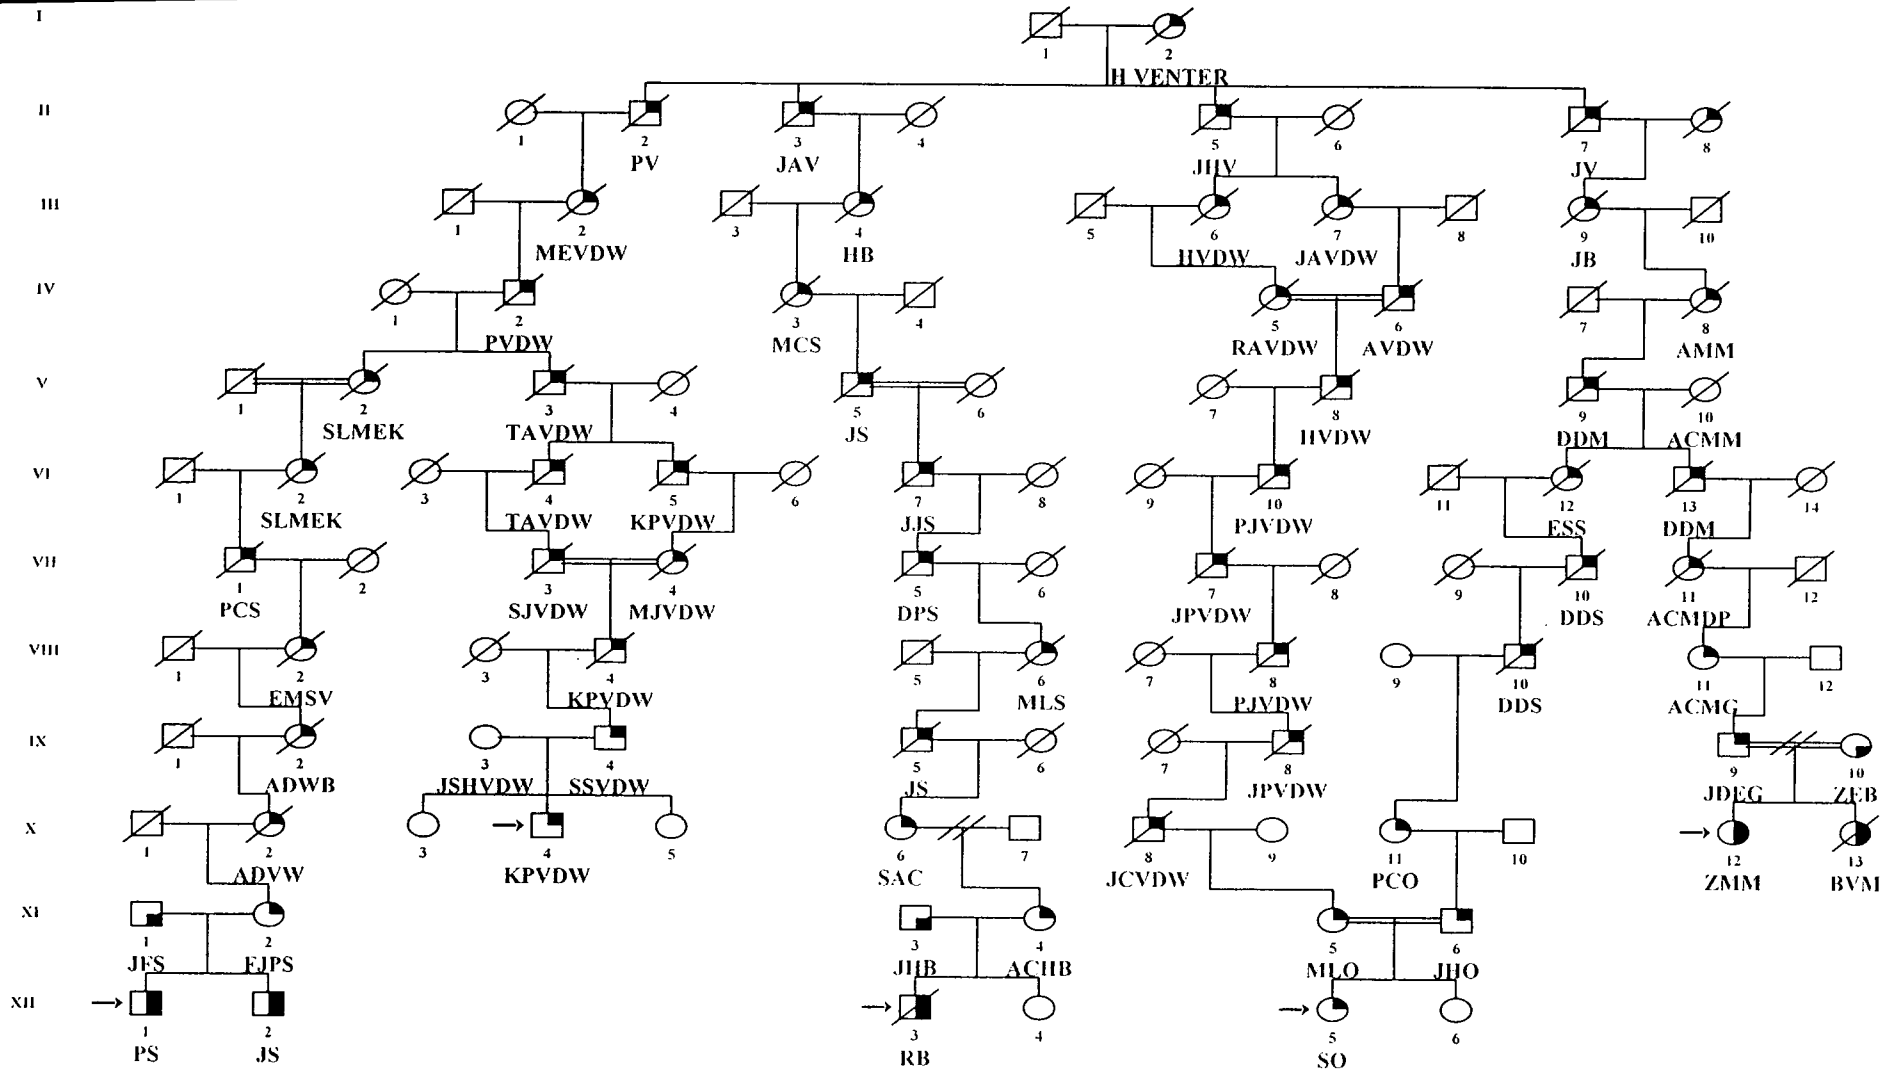 I
1 2
H VENTER
II
1 2 3 4 5 6 7 8
PV JAV JHV JV
III
1 2 3 4 5 6 7 8 9 10
MEVDW HB HVDW JAVDW JB
IV
1 2 3 4 5 6 7 8
PVDW MCS RAVDW AVDW AMM
V
1 2 3 4 5 6 7 8 9 10
SLMEK TAVDW JS HVDW DDM ACMM
VI
1 2 3 4 5 6 7 8 9 10 11 12 13 14
SLMEK TAVDW KPVDW JJS PJVDW ESS DDM
VII
1 2 3 4 5 6 7 8 9 10 11 12
PCS SJVDW MJVDW DPS JPVDW DDS ACMDP
VIII
1 2 3 4 5 6 7 8 9 10 11 12
EMSV KPVDW MLS PJVDW DDS ACMG
IX
1 2 3 4 5 6 7 8 9 10
ADWB JSHVDW SSVDW JS JPVDW JDEG ZEB
X
1 2 3 4 5 6 7 8 9 11 10 12 13
ADVW KPVDW SAC JCVDW PCO ZMM BVM
XI
1 2 3 4 5 6
JFS FJPS JHB ACHB MLO JHO
XII
1 2 3 4 5 6
PS JS RB SO